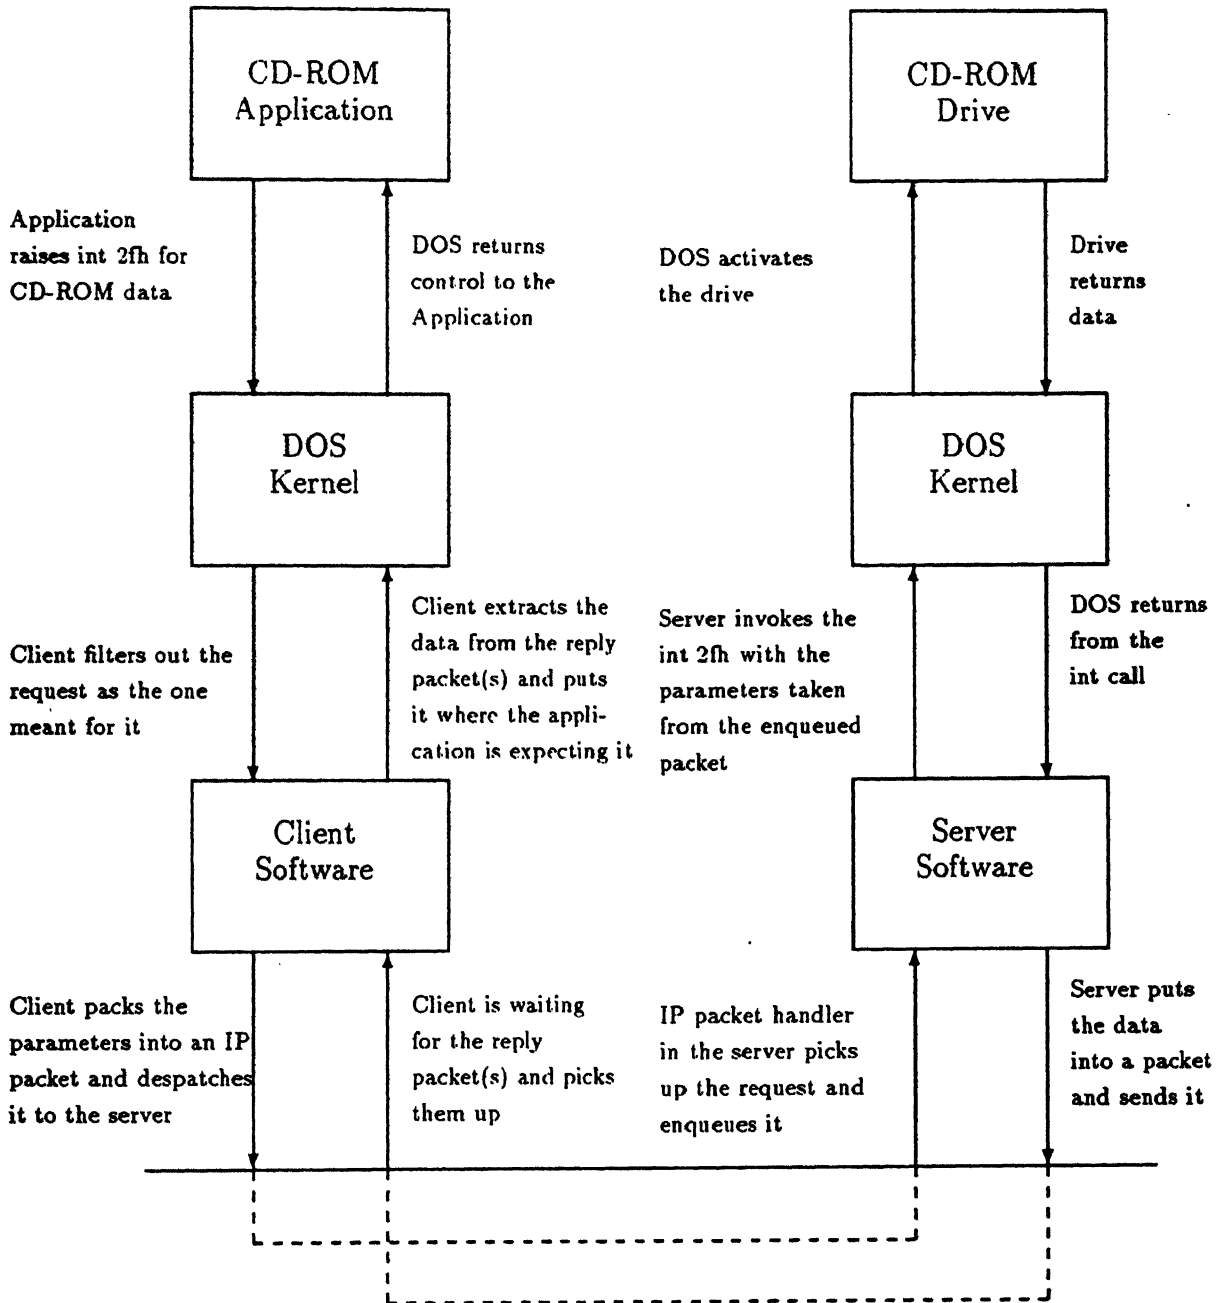 CD-ROM
Application
CD-ROM
Drive
Application
raises int 2fh for
CD-ROM data
DOS returns
control to the
Application
DOS activates
the drive
Drive
returns
data
DOS
Kernel
DOS
Kernel
Client filters out the
request as the one
meant for it
Client extracts the
data from the reply
packet(s) and puts
it where the appli-
cation is expecting it
Server invokes the
int 2fh with the
parameters taken
from the enqueued
packet
DOS returns
from the
int call
Client
Software
Server
Software
Client packs the
parameters into an IP
packet and despatches
it to the server
Client is waiting
for the reply
packet(s) and picks
them up
IP packet handler
in the server picks
up the request and
enqueues it
Server puts
the data
into a packet
and sends it